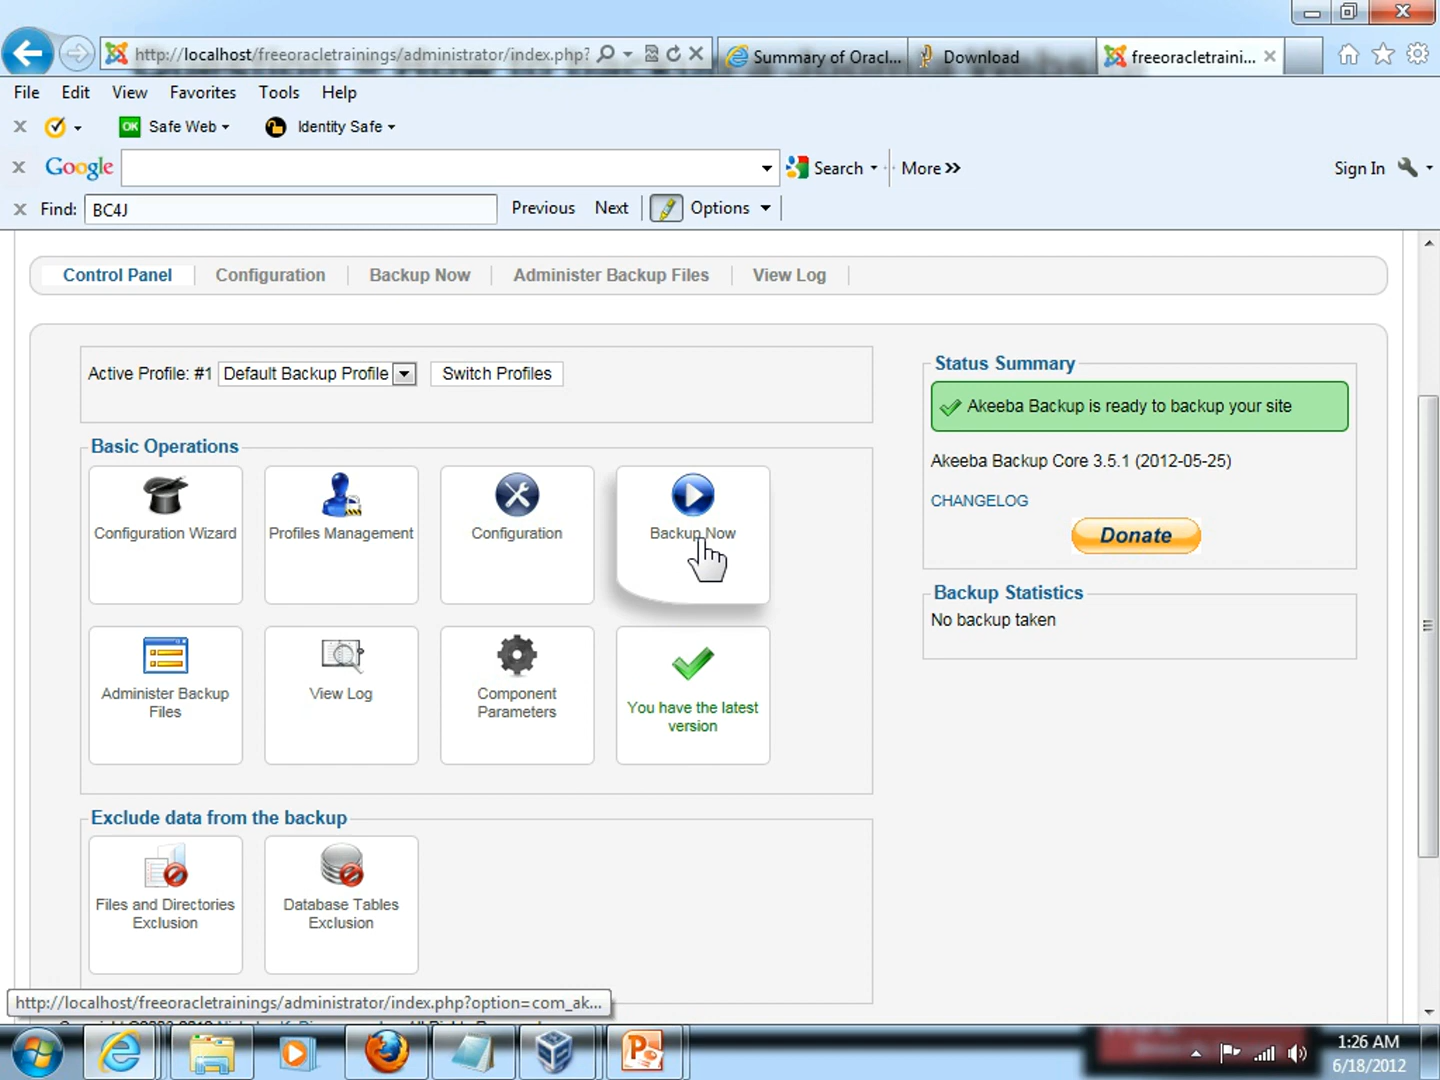 http://localhost/freeoracletrainings/administrator/index.php?
Summary of Oracl...
Download
freeoracletraini...
File Edit View Favorites Tools Help
OK Safe Web Identity Safe
Google Search More
Sign In
Find: BC4J Previous Next Options
Control Panel Configuration Backup Now Administer Backup Files View Log
Active Profile: #1 Default Backup Profile Switch Profiles
Basic Operations
Configuration Wizard
Profiles Management
Configuration
Backup Now
Administer Backup
Files
View Log
Component
Parameters
You have the latest
version
Exclude data from the backup
Files and Directories
Exclusion
Database Tables
Exclusion
Status Summary
Akeeba Backup is ready to backup your site
Akeeba Backup Core 3.5.1 (2012-05-25)
CHANGELOG
Donate
Backup Statistics
No backup taken
http://localhost/freeoracletrainings/administrator/index.php?option=com_ak...
1:26 AM
6/18/2012